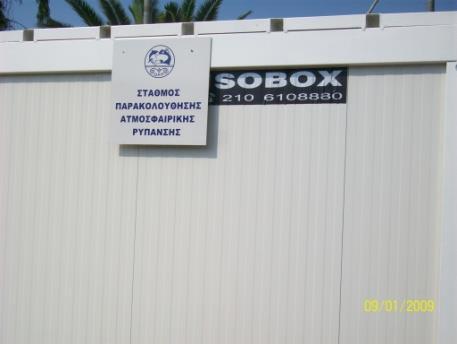 ΣΤΑΘΜΟΣ
ΠΑΡΑΚΟΛΟΥΘΗΣΗΣ
ΑΤΜΟΣΦΑΙΡΙΚΗΣ
ΡΥΠΑΝΣΗΣ
SOBOX
210 6108880
09/01/2009